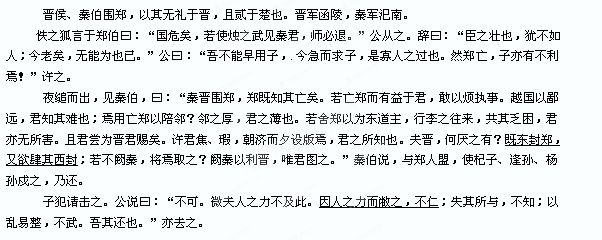 晋侯、秦伯围郑，以其无礼于晋，且贰于楚也。晋军函陵，秦军氾南。
佚之狐言于郑伯曰：“国危矣，若使烛之武见秦君，师必退。”公从之。辞曰：“臣之壮也，犹不如
人；今老矣，无能为也已。”公曰：“吾不能早用子，.今急而求子，是寡人之过也。然郑亡，子亦有不利
焉！”许之。
夜缒而出，见秦伯，曰：“秦晋围郑，郑既知其亡矣。若亡郑而有益于君，敢以烦执事。越国以鄙
远，君知其难也；焉用亡郑以陪邻？邻之厚，君之薄也。若舍郑以为东道主，行李之往来，共其乏困，君
亦无所害。且君尝为晋君赐矣。许君焦、瑕，朝济而夕设版焉，君之所知也。夫晋，何厌之有？既东封郑，
又欲肆其西封；若不阙秦，将焉取之？阙秦以利晋，唯君图之。”秦伯说，与郑人盟，使杞子、逢孙、杨
孙戍之，乃还。
子犯请击之。公说曰：“不可。微夫人之力不及此。因人之力而敝之，不仁；失其所与，不知；以
乱易整，不武。吾其还也。”亦去之。